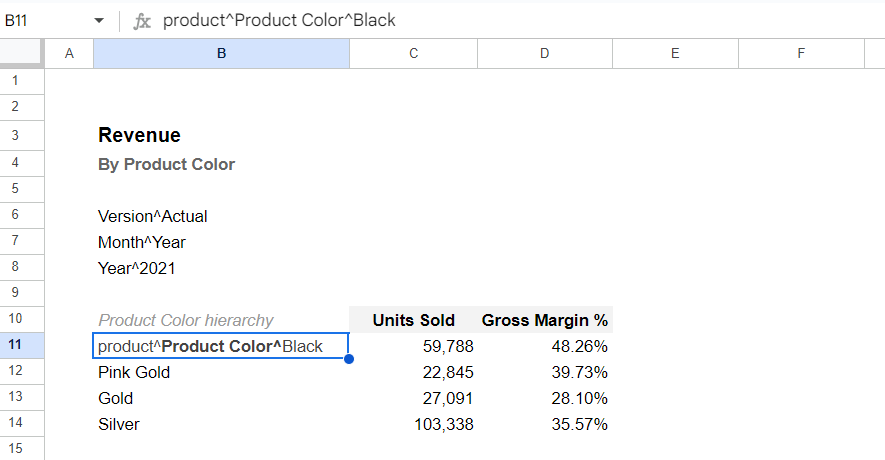 B11 fx product^Product Color^Black
A B C D E F
1
2
3 Revenue
4 By Product Color
5
6 Version^Actual
7 Month^Year
8 Year^2021
9
10 Product Color hierarchy Units Sold Gross Margin %
11 product^Product Color^Black 59,788 48.26%
12 Pink Gold 22,845 39.73%
13 Gold 27,091 28.10%
14 Silver 103,338 35.57%
15